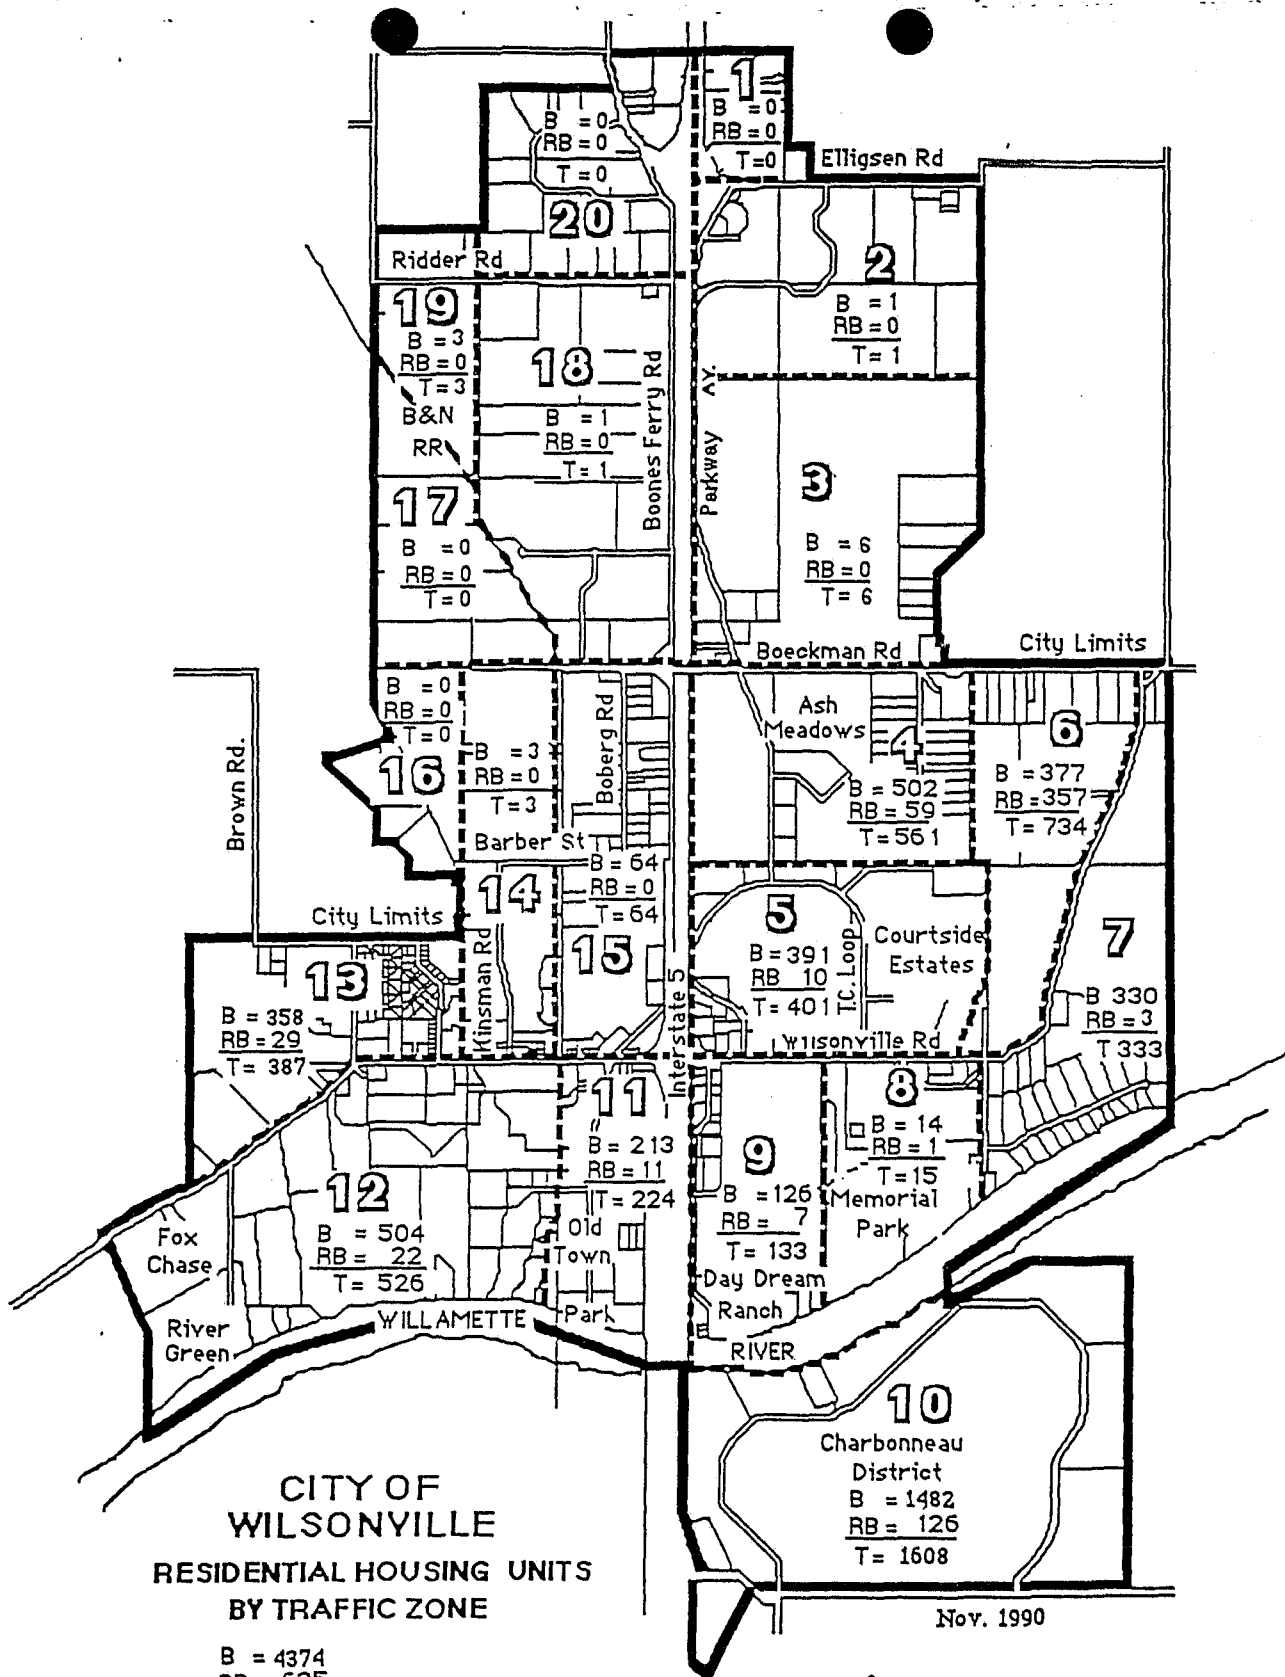 1
B = 0
RB = 0
T=0
Elligsen Rd
B = 0
RB = 0
T = 0
20
Ridder Rd
2
B = 1
RB = 0
T = 1
19
B = 3
RB = 0
T = 3
B&N
RR
18
B = 1
RB = 0
T = 1
Boones Ferry Rd
Parkway AY.
3
B = 6
RB = 0
T = 6
17
B = 0
RB = 0
T = 0
Boeckman Rd
City Limits
B = 0
RB = 0
T = 0
16
B = 3
RB = 0
T = 3
Boberg Rd
Ash
Meadows
4
B = 502
RB = 59
T = 561
6
B = 377
RB = 357
T = 734
Brown Rd.
Barber St
14
B = 64
RB = 0
T = 64
15
City Limits
Kinsman Rd
Interstate 5
5
B = 391
RB 10
T = 401
T.C. Loop
Courtside
Estates
7
B 330
RB = 3
T 333
13
B = 358
RB = 29
T = 387
Wilsonville Rd
11
B = 213
RB = 11
T = 224
8
B = 14
RB = 1
T = 15
9
B = 126
RB = 7
T = 133
Memorial
Park
12
B = 504
RB = 22
T = 526
Fox
Chase
Old
Town
Park
Day Dream
Ranch
River
Green
WILLAMETTE
RIVER
10
Charbonneau
District
B = 1482
RB = 126
T = 1608
CITY OF
WILSONVILLE
RESIDENTIAL HOUSING UNITS
BY TRAFFIC ZONE
Nov. 1990
B = 4374